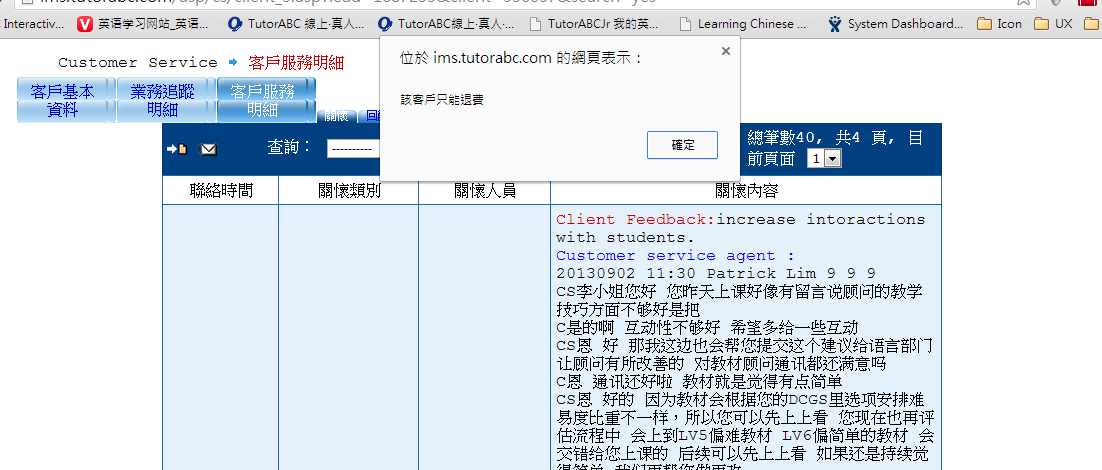 Interactiv...
英语学习网站_英语...
TutorABC 線上‧真人...
TutorABC 線上‧真人...
TutorABCJr 我的英...
Learning Chinese ...
System Dashboard...
Icon
UX
Customer Service
客戶服務明細
位於 ims.tutorabc.com 的網頁表示：
該客戶只能退費
確定
客戶基本
資料
業務追蹤
明細
客戶服務
明細
關懷
查詢：
----------
總筆數40, 共4 頁, 目
前頁面 1
聯絡時間
關懷類別
關懷人員
關懷內容
Client Feedback:increase intoractions
with students.
Customer service agent :
20130902 11:30 Patrick Lim 9 9 9
CS李小姐您好 您昨天上课好像有留言说顾问的教学
技巧方面不够好是把
C是的啊 互动性不够好 希望多给一些互动
CS恩 好 那我这边也会帮您提交这个建议给语言部门
让顾问有所改善的 对教材顾问通讯都还满意吗
C恩 通讯还好啦 教材就是觉得有点简单
CS恩 好的 因为教材会根据您的DCGS里选项安排难
易度比重不一样，所以您可以先上上看 您现在也再评
估流程中 会上到LV5偏难教材 LV6偏简单的教材 会
交错给您上课的 后续可以先上上看 如果还是持续觉